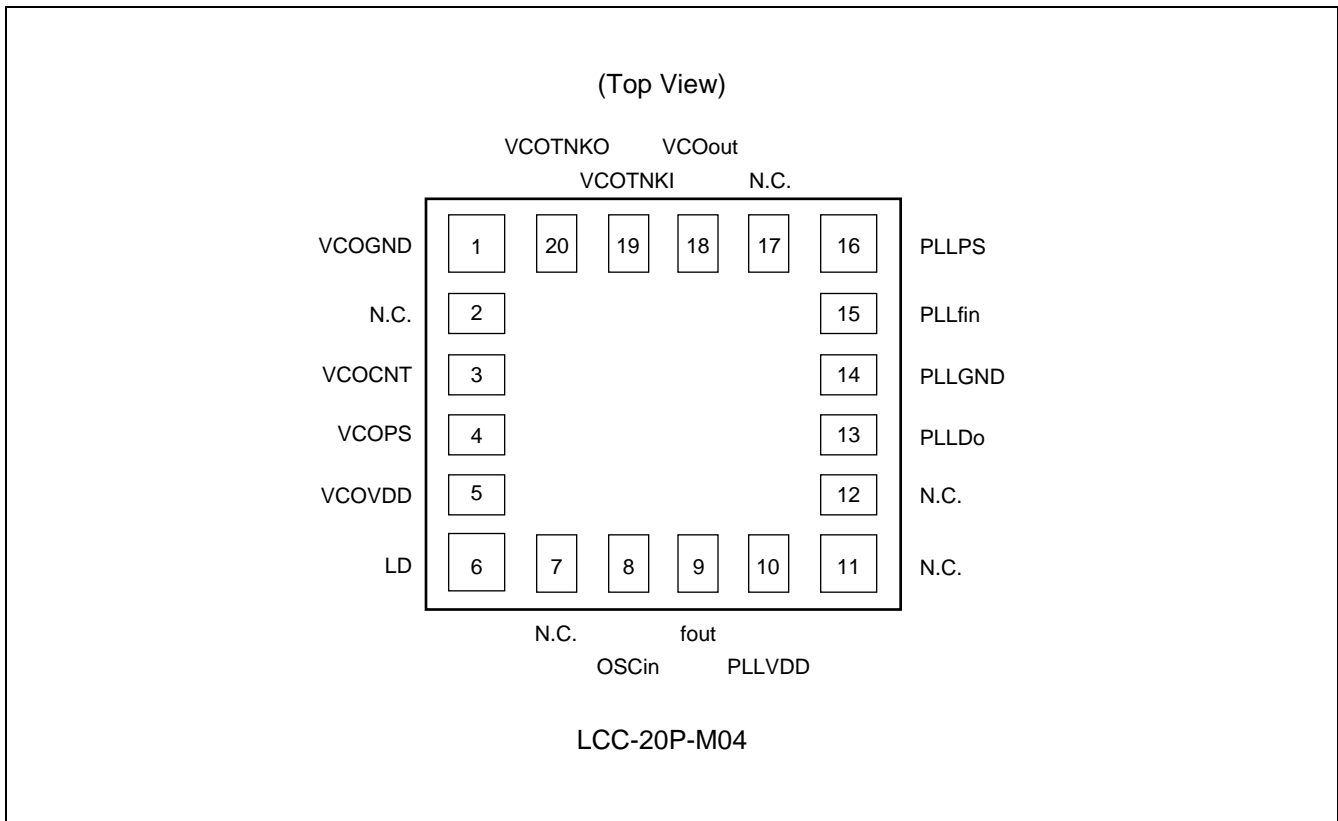 (Top View)
VCOTNKO VCOout
VCOTNKI N.C.
VCOGND 1 20 19 18 17 16 PLLPS
N.C. 2 15 PLLfin
VCOCNT 3 14 PLLGND
VCOPS 4 13 PLLDo
VCOVDD 5 12 N.C.
LD 6 7 8 9 10 11 N.C.
N.C. fout
OSCin PLLVDD
LCC-20P-M04